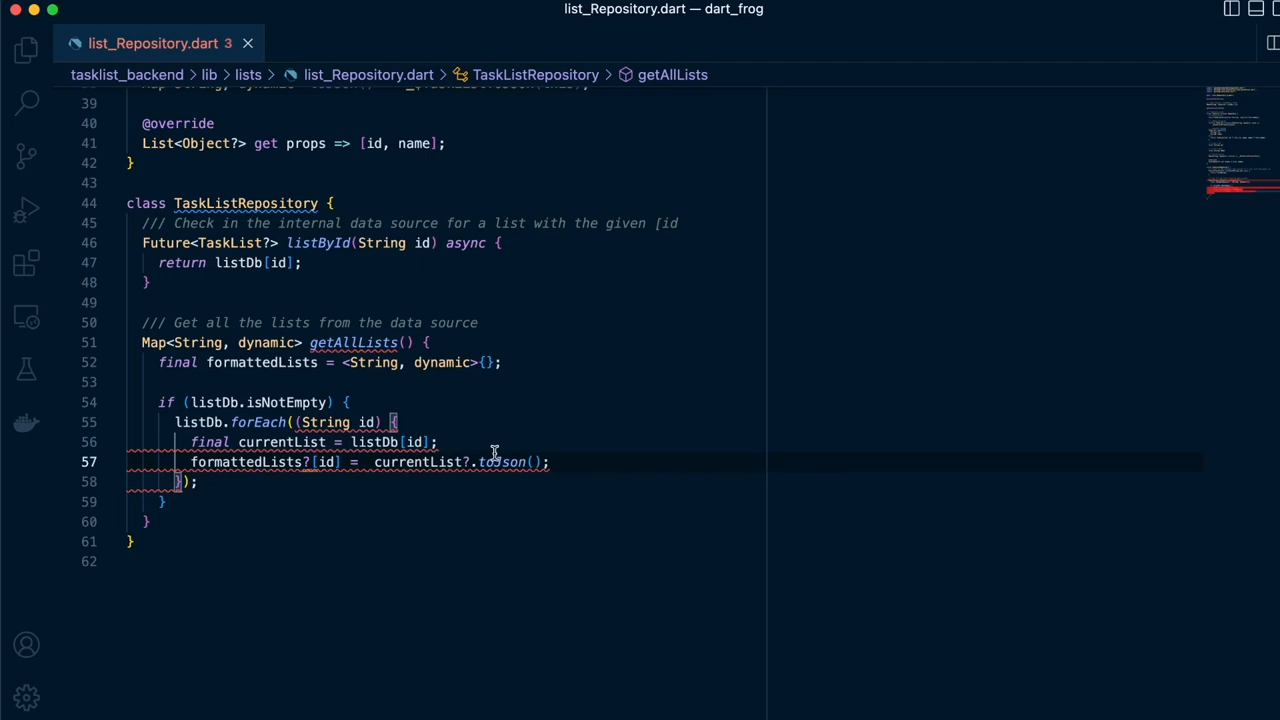 list_Repository.dart — dart_frog
list_Repository.dart 3
tasklist_backend > lib > lists > list_Repository.dart > TaskListRepository > getAllLists
39
40 @override
41 List<Object?> get props => [id, name];
42 }
43
44 class TaskListRepository {
45 /// Check in the internal data source for a list with the given [id
46 Future<TaskList?> listById(String id) async {
47 return listDb[id];
48 }
49
50 /// Get all the lists from the data source
51 Map<String, dynamic> getAllLists() {
52 final formattedLists = <String, dynamic>{};
53
54 if (listDb.isNotEmpty) {
55 listDb.forEach((String id) {
56 final currentList = listDb[id];
57 formattedLists?[id] =  currentList?.toJson();
58 });
59 }
60 }
61 }
62